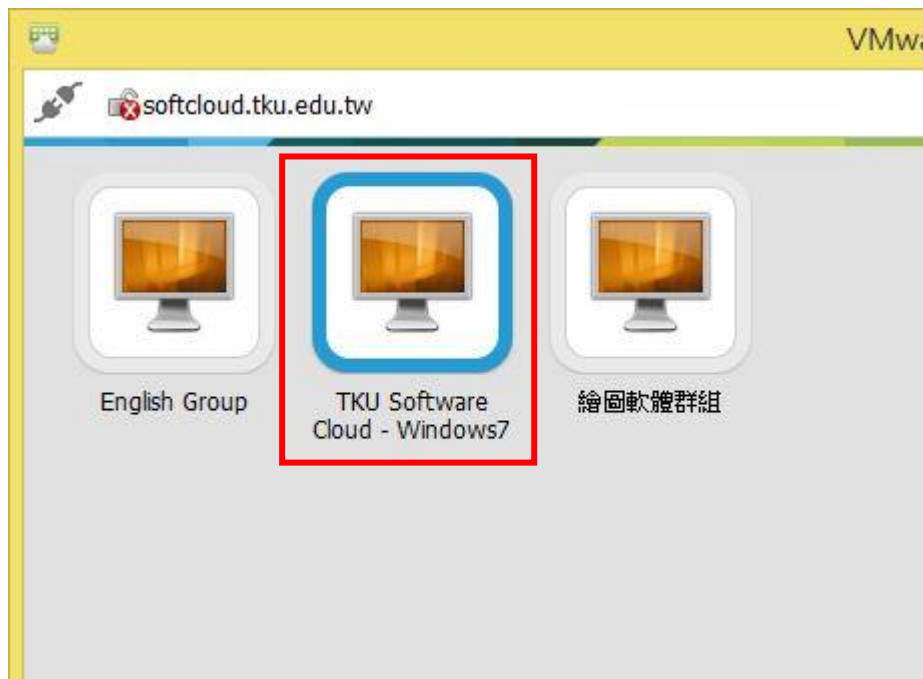 VMwa
softcloud.tku.edu.tw
English Group
TKU Software
Cloud - Windows7
繪圖軟體群組